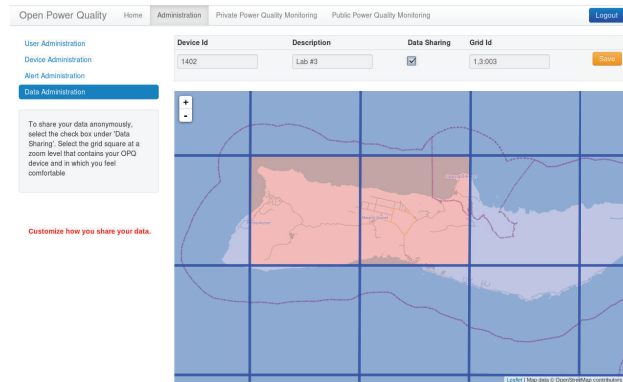 Open Power Quality Home Administration Private Power Quality Monitoring Public Power Quality Monitoring Logout
User Administration
Device Administration
Alert Administration
Data Administration
To share your data anonymously,
select the check box under 'Data
Sharing'. Select the grid square at a
zoom level that contains your OPQ
device and in which you feel
comfortable
Customize how you share your data.
Device Id Description Data Sharing Grid Id
1402 Lab #3 1,3:003 Save
+
-
Leaflet | Map data © OpenStreetMap contributors